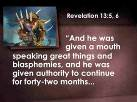 Revelation 13:5, 6
"And he was
given a mouth
speaking great things and
blasphemies, and he was
given authority to continue
for forty-two months...